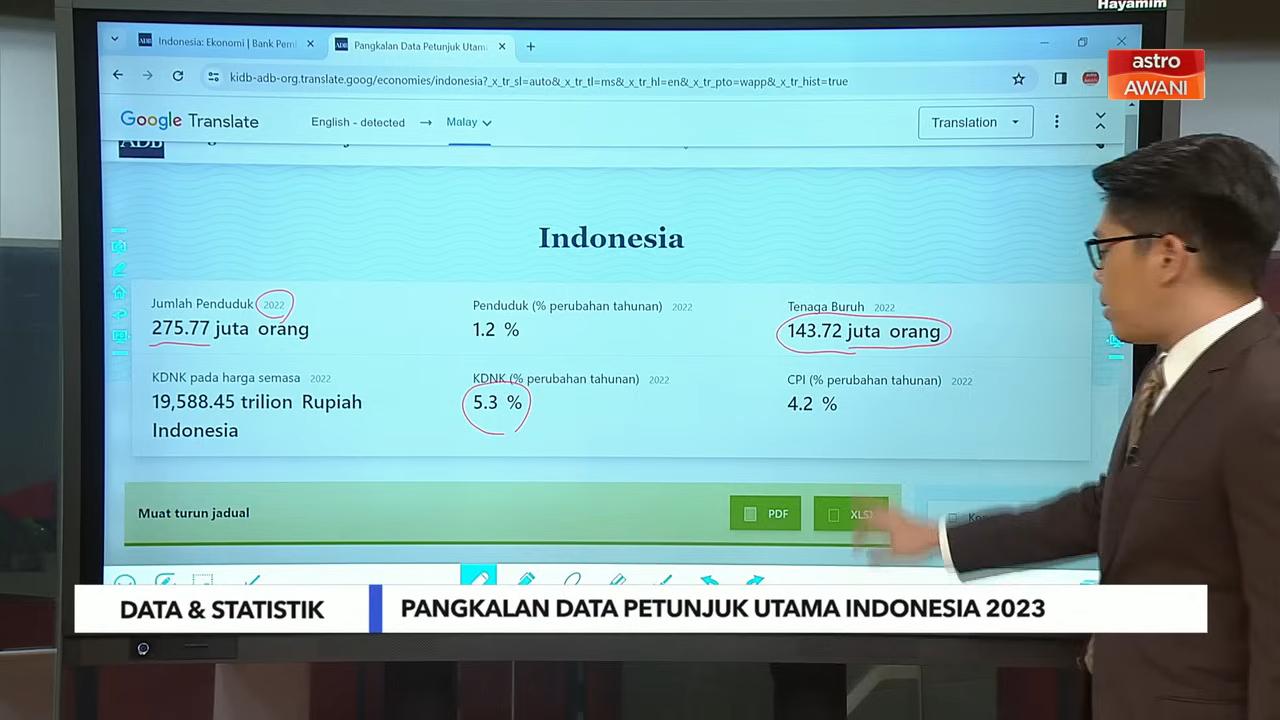 Hayamim
Indonesia: Ekonomi | Bank Pem
Pangkalan Data Petunjuk Utam
kidb-adb-org.translate.goog/economies/indonesia?_x_tr_sl=auto&_x_tr_tl=ms&_x_tr_hl=en&_x_tr_pto=wapp&_x_tr_hist=true
astro
AWANI
Google Translate
English - detected → Malay
Translation
ADB
Indonesia
Jumlah Penduduk 2022
275.77 juta orang
Penduduk (% perubahan tahunan) 2022
1.2 %
Tenaga Buruh 2022
143.72 juta orang
KDNK pada harga semasa 2022
19,588.45 trilion Rupiah
Indonesia
KDNK (% perubahan tahunan) 2022
5.3 %
CPI (% perubahan tahunan) 2022
4.2 %
Muat turun jadual
PDF
DATA & STATISTIK
PANGKALAN DATA PETUNJUK UTAMA INDONESIA 2023